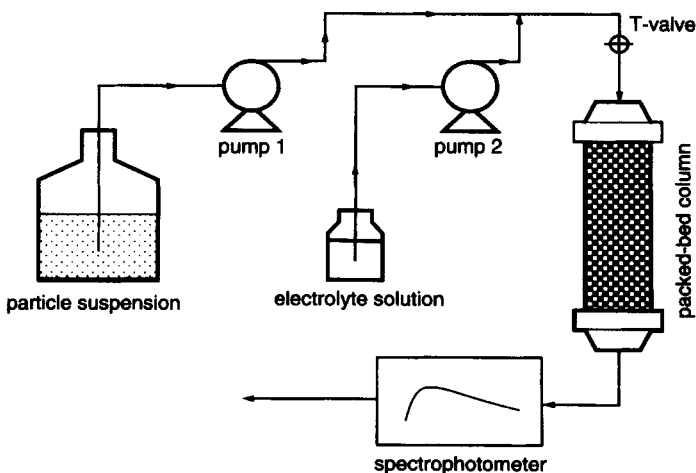 T-valve
pump 1
pump 2
packed-bed column
particle suspension
electrolyte solution
spectrophotometer